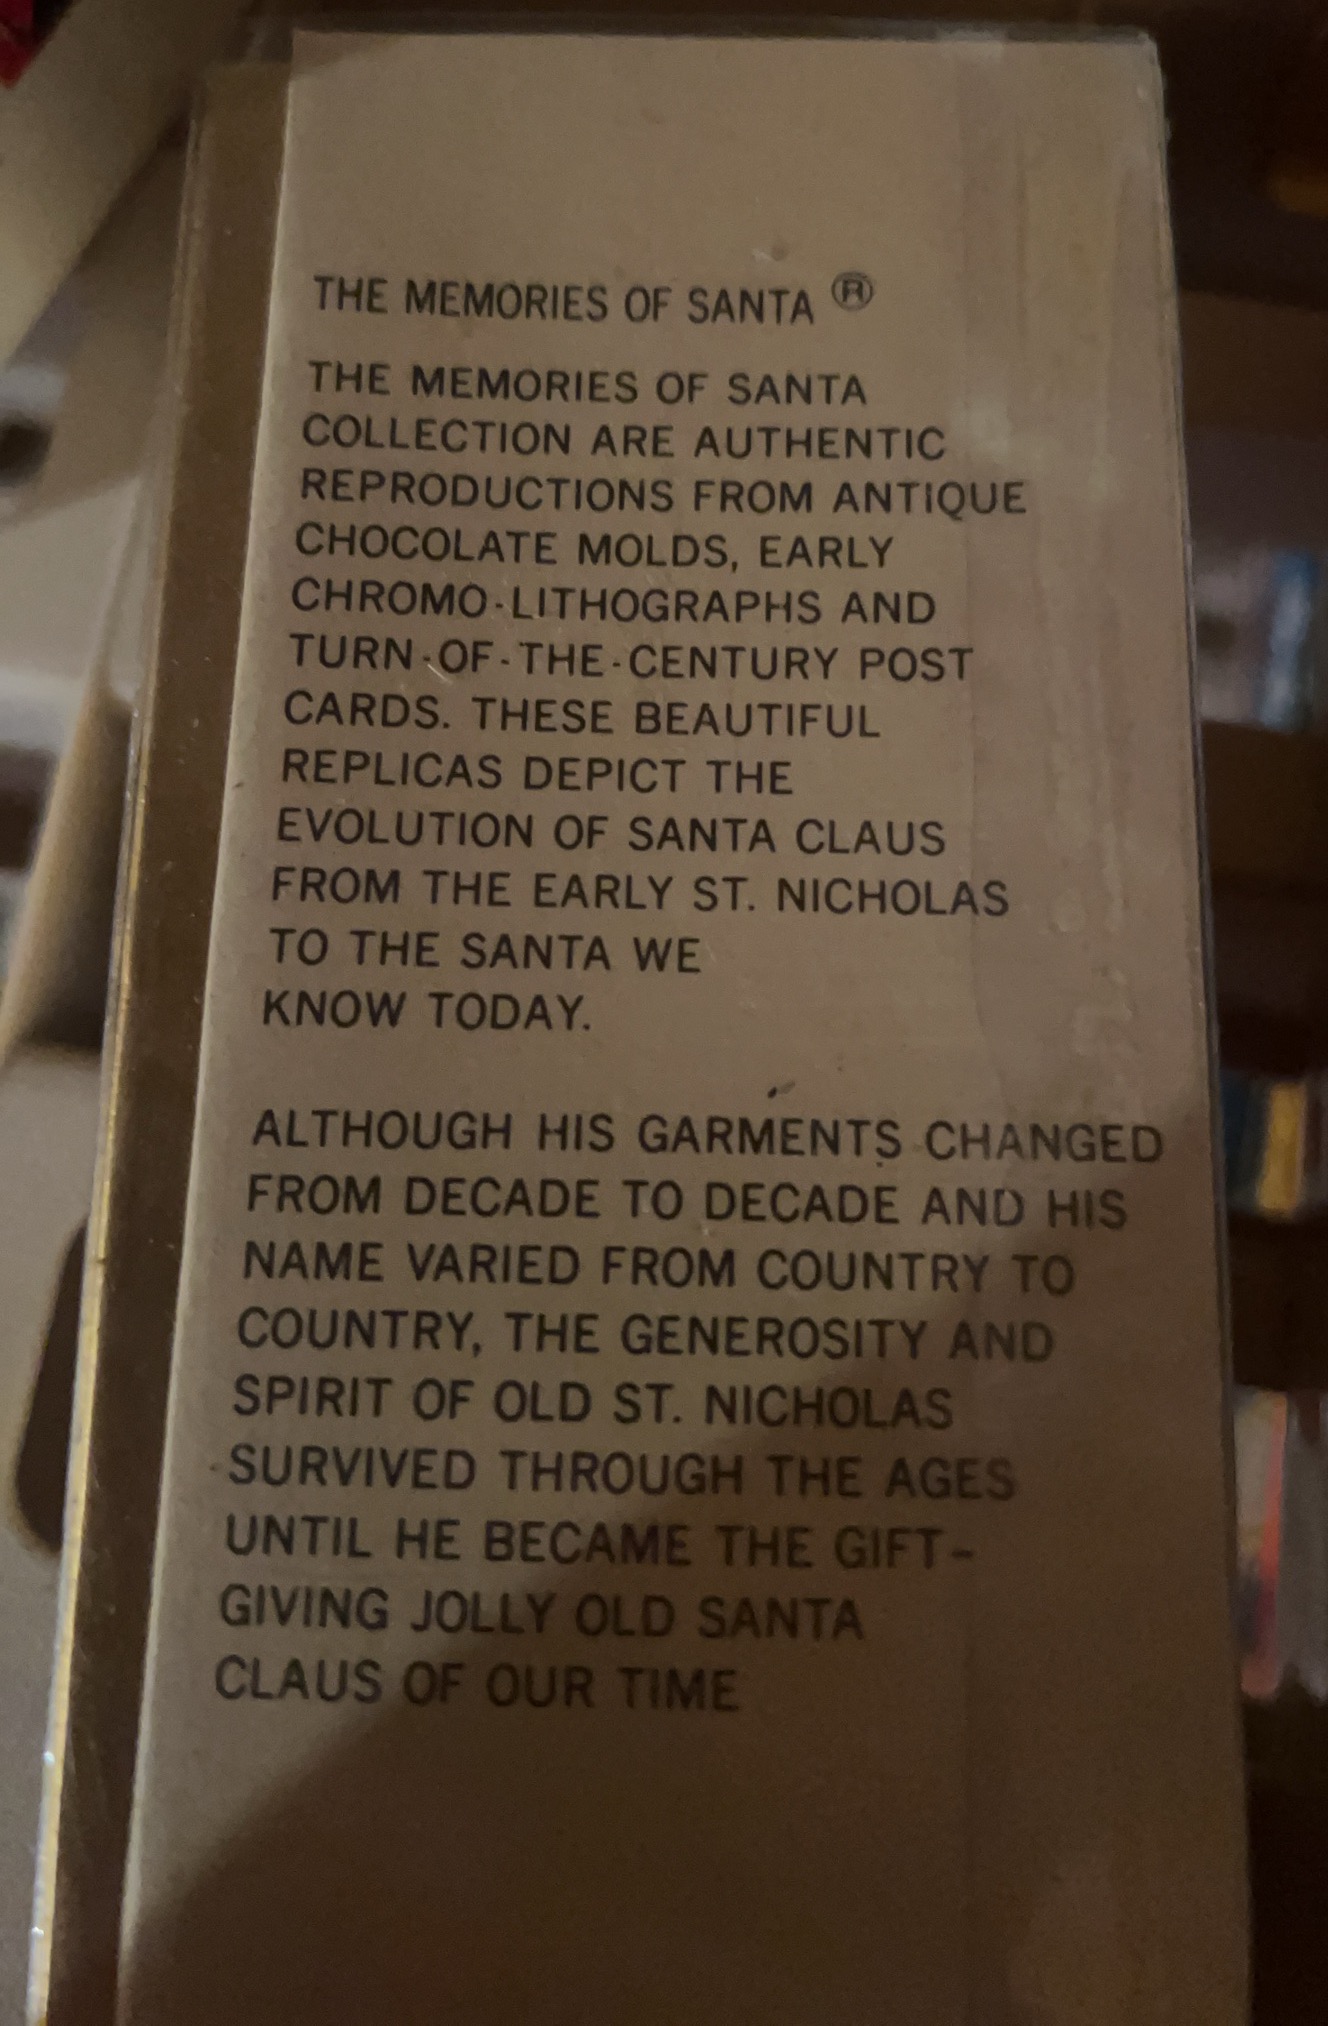 THE MEMORIES OF SANTA ®
THE MEMORIES OF SANTA
COLLECTION ARE AUTHENTIC
REPRODUCTIONS FROM ANTIQUE
CHOCOLATE MOLDS, EARLY
CHROMO-LITHOGRAPHS AND
TURN-OF-THE-CENTURY POST
CARDS. THESE BEAUTIFUL
REPLICAS DEPICT THE
EVOLUTION OF SANTA CLAUS
FROM THE EARLY ST. NICHOLAS
TO THE SANTA WE
KNOW TODAY.
ALTHOUGH HIS GARMENTS CHANGED
FROM DECADE TO DECADE AND HIS
NAME VARIED FROM COUNTRY TO
COUNTRY, THE GENEROSITY AND
SPIRIT OF OLD ST. NICHOLAS
SURVIVED THROUGH THE AGES
UNTIL HE BECAME THE GIFT-
GIVING JOLLY OLD SANTA
CLAUS OF OUR TIME